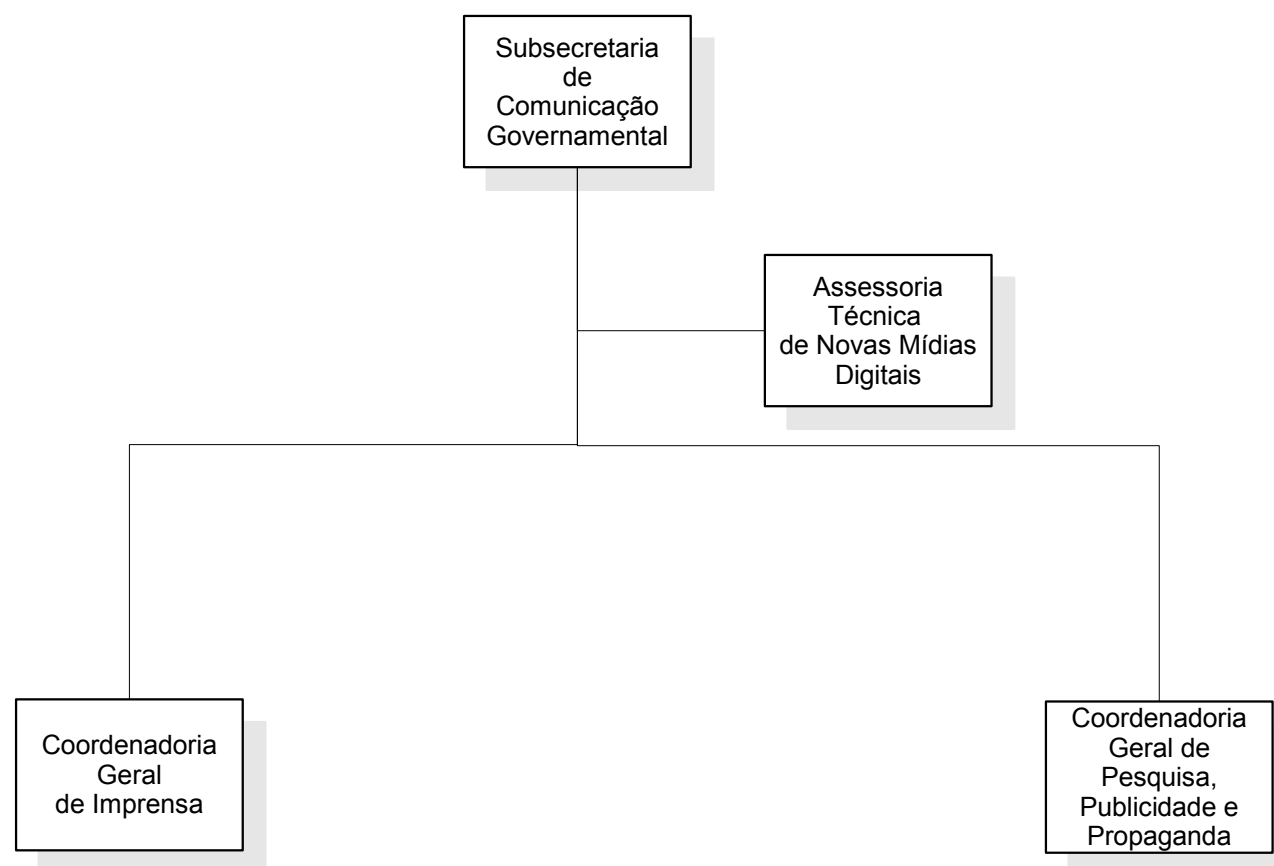 Subsecretaria
de
Comunicação
Governamental
Assessoria
Técnica
de Novas Mídias
Digitais
Coordenadoria
Geral
de Imprensa
Coordenadoria
Geral de
Pesquisa,
Publicidade e
Propaganda